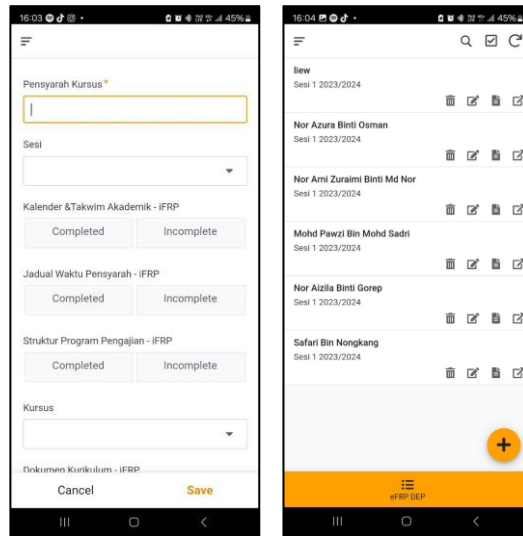 16:03
45%
Pensyarah Kursus*
Sesi
Kalender &Takwim Akademik - iFRP
Completed Incomplete
Jadual Waktu Pensyarah - iFRP
Completed Incomplete
Struktur Program Pengajian - iFRP
Completed Incomplete
Kursus
Dokumen Kurikulum - iFRP
Cancel Save
16:04
45%
liew
Sesi 1 2023/2024
Nor Azura Binti Osman
Sesi 1 2023/2024
Nor Arni Zuraimi Binti Md Nor
Sesi 1 2023/2024
Mohd Pawzi Bin Mohd Sadri
Sesi 1 2023/2024
Nor Aizila Binti Gorep
Sesi 1 2023/2024
Safari Bin Nongkang
Sesi 1 2023/2024
eFRP DEP